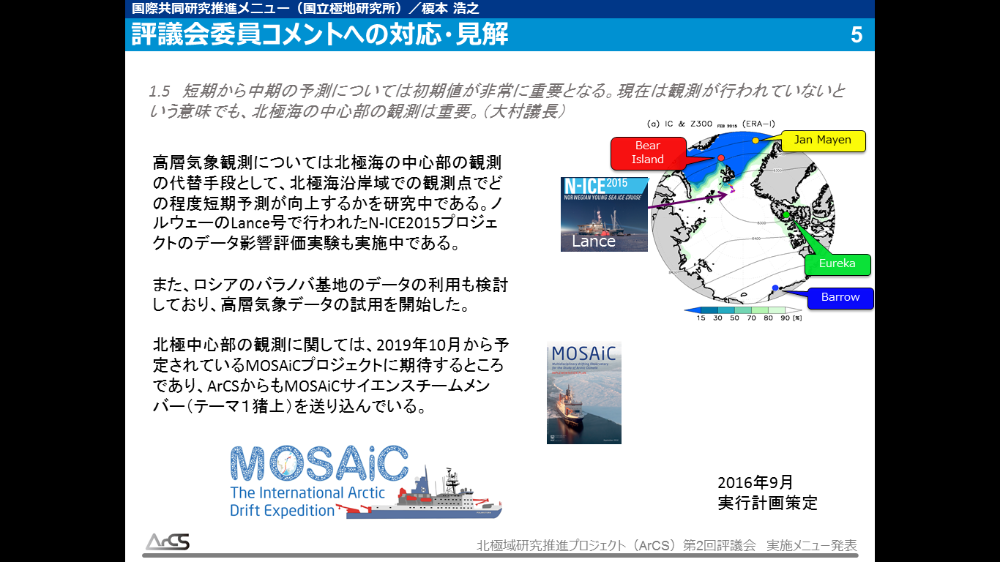 国際共同研究推進メニュー（国立極地研究所）／榎本 浩之
評議会委員コメントへの対応・見解
5
1.5　短期から中期の予測については初期値が非常に重要となる。現在は観測が行われていないと
いう意味でも、北極海の中心部の観測は重要。（大村議長）
高層気象観測については北極海の中心部の観測
の代替手段として、北極海沿岸域での観測点でど
の程度短期予測が向上するかを研究中である。ノ
ルウェーのLance号で行われたN-ICE2015プロジェ
クトのデータ影響評価実験も実施中である。
また、ロシアのバラノバ基地のデータの利用も検討
しており、高層気象データの試用を開始した。
北極中心部の観測に関しては、2019年10月から予
定されているMOSAiCプロジェクトに期待するところ
であり、ArCSからもMOSAiCサイエンスチームメン
バー（テーマ１猪上）を送り込んでいる。
(a) IC & Z300 FEB 2015 (ERA-I)
Jan Mayen
Bear
Island
N-ICE2015
NORWEGIAN YOUNG SEA ICE CRUISE
Lance
Eureka
Barrow
15 30 50 70 80 90 [%]
MOSAiC
Multidisciplinary drifting Observatory
for the Study of Arctic Climate
IMPLEMENTATION PLAN
MOSAiC
The International Arctic
Drift Expedition
2016年9月
実行計画策定
ArCS
北極域研究推進プロジェクト（ArCS）第2回評議会　実施メニュー発表